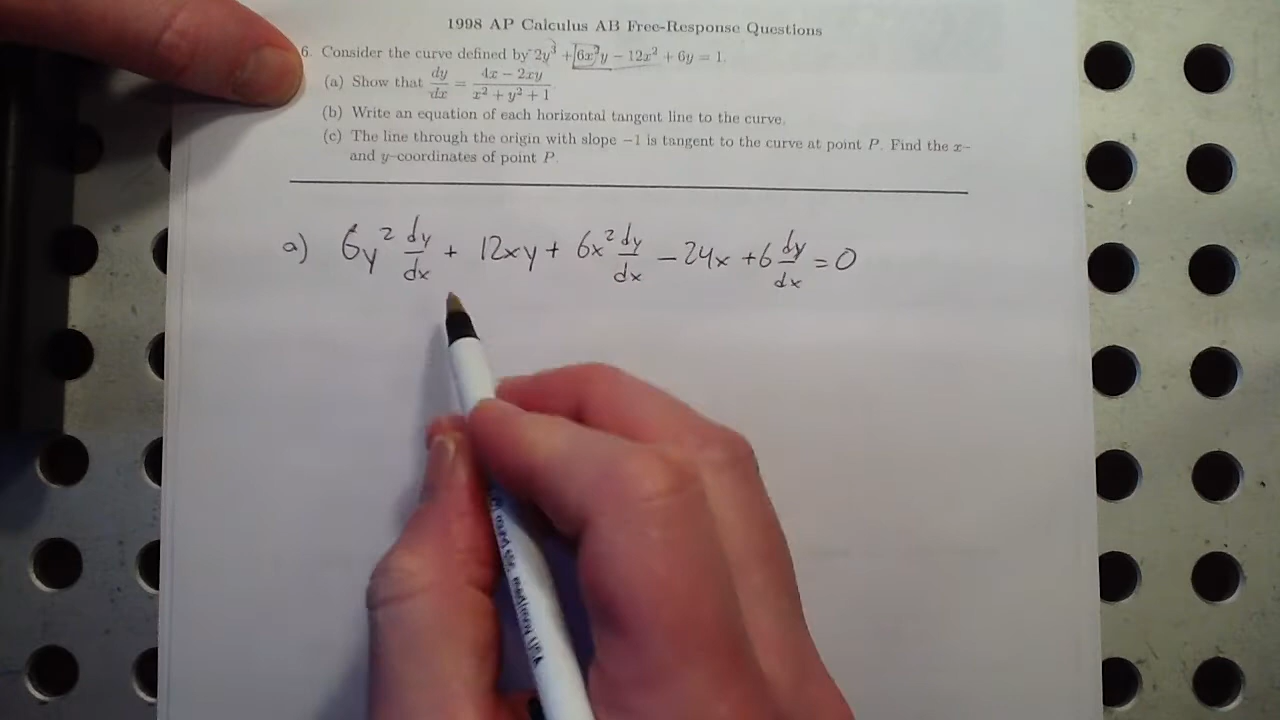 1998 AP Calculus AB Free-Response Questions
6. Consider the curve defined by 2y³ + 6x²y − 12x² + 6y = 1.
(a) Show that dy/dx = (4x − 2xy)/(x² + y² + 1)
(b) Write an equation of each horizontal tangent line to the curve.
(c) The line through the origin with slope −1 is tangent to the curve at point P. Find the x–
and y–coordinates of point P.
a) 6y² dy/dx + 12xy + 6x² dy/dx − 24x + 6 dy/dx = 0
USA